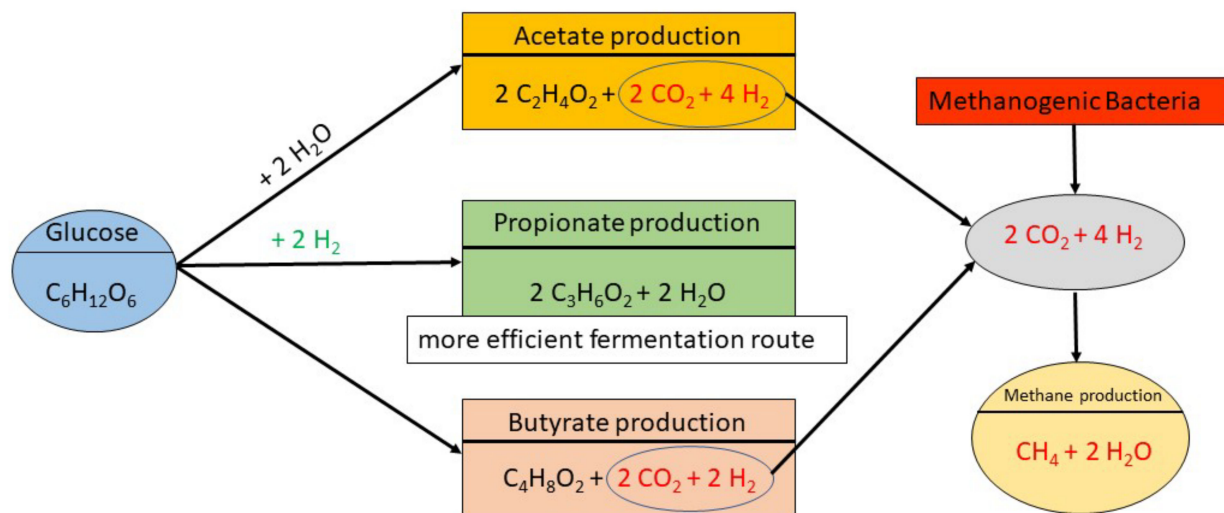 Acetate production
2 C₂H₄O₂ + 2 CO₂ + 4 H₂
Methanogenic Bacteria
+ 2 H₂O
Glucose
C₆H₁₂O₆
+ 2 H₂
Propionate production
2 C₃H₆O₂ + 2 H₂O
more efficient fermentation route
2 CO₂ + 4 H₂
Butyrate production
C₄H₈O₂ + 2 CO₂ + 2 H₂
Methane production
CH₄ + 2 H₂O